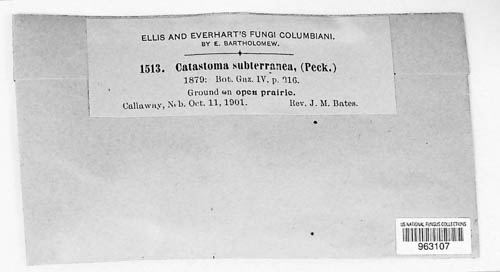 ELLIS AND EVERHART'S FUNGI COLUMBIANI.
BY E. BARTHOLOMEW.
1513. Catastoma subterranea, (Peck.)
1879: Bot. Gaz. IV, p. 216.
Ground on open prairie.
Callaway, Neb. Oct. 11, 1901. Rev. J. M. Bates.
US NATIONAL FUNGUS COLLECTIONS
963107